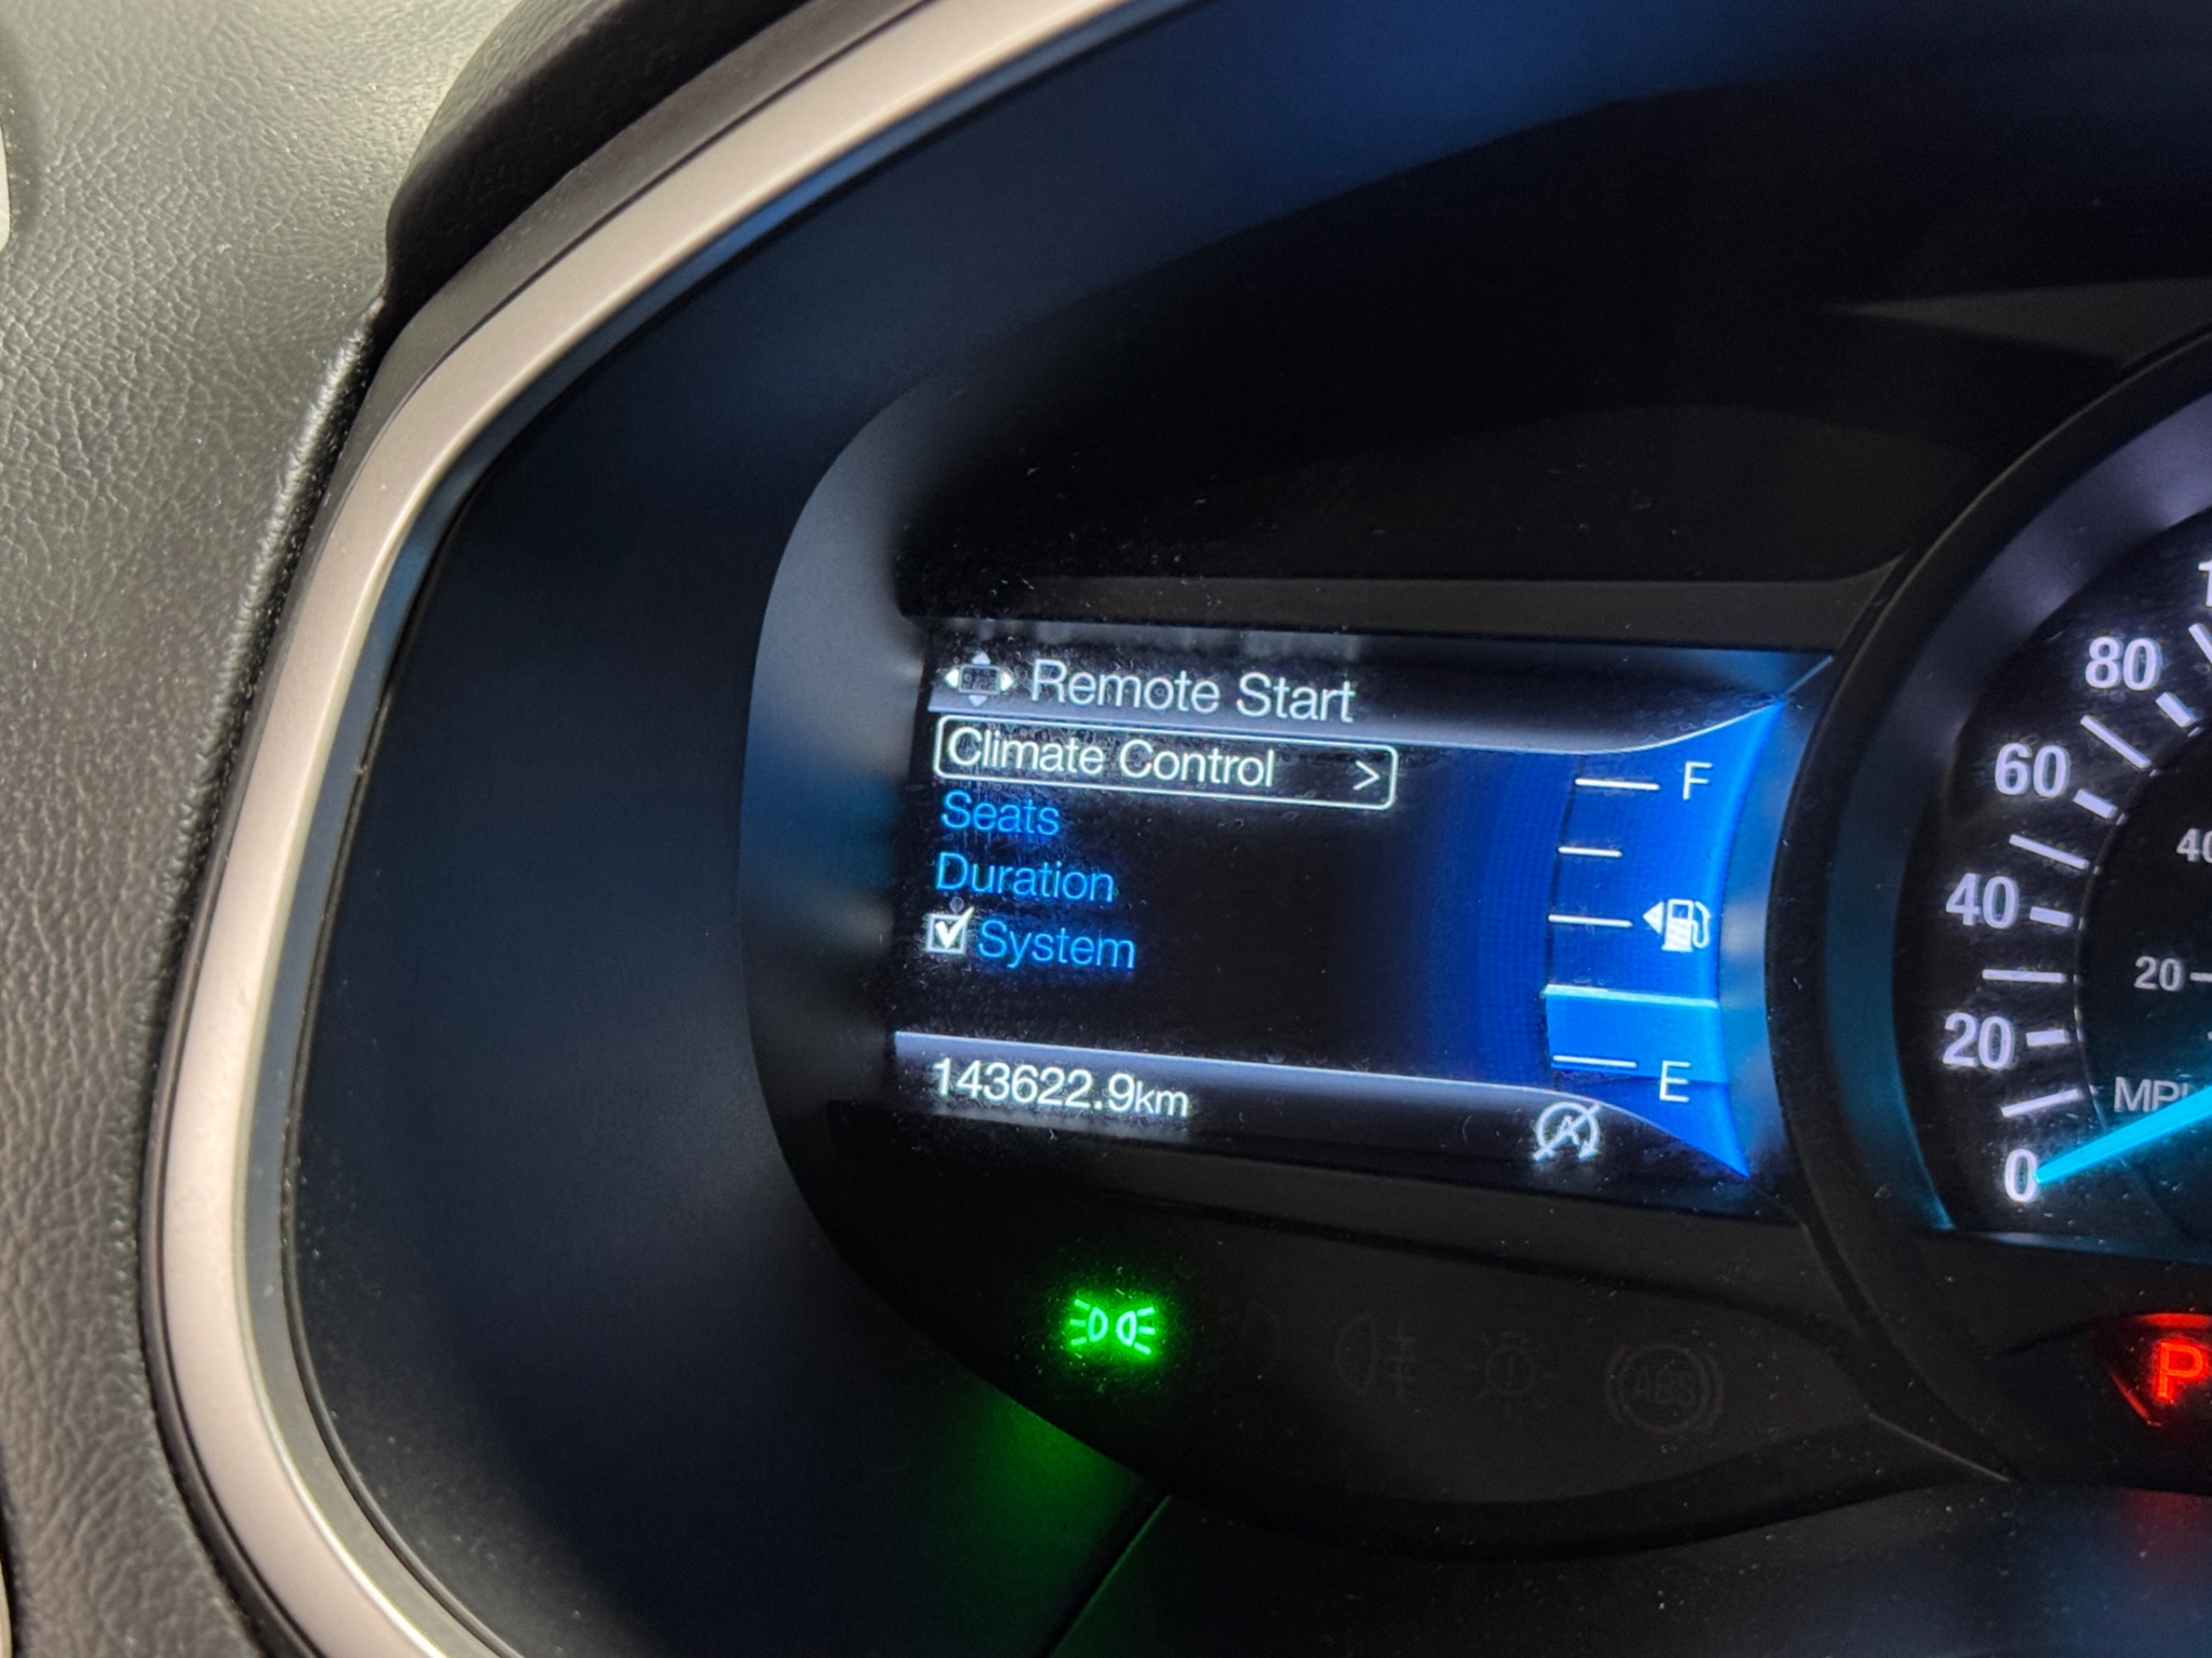 Remote Start
Climate Control >
Seats
Duration
System
143622.9km
F
E
80
60
40
20
0
20
MPH
P
ABS